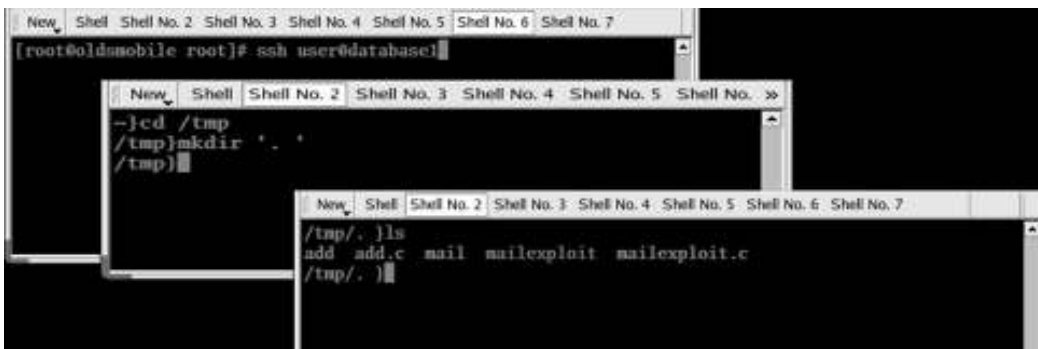 New Shell Shell No. 2 Shell No. 3 Shell No. 4 Shell No. 5 Shell No. 6 Shell No. 7
[root@oldsmobile root]# ssh user@database1
New Shell Shell No. 2 Shell No. 3 Shell No. 4 Shell No. 5 Shell No. »
~}cd /tmp
/tmp}mkdir '. '
/tmp}
New Shell Shell No. 2 Shell No. 3 Shell No. 4 Shell No. 5 Shell No. 6 Shell No. 7
/tmp/. }ls
add add.c mail mailexploit mailexploit.c
/tmp/. }